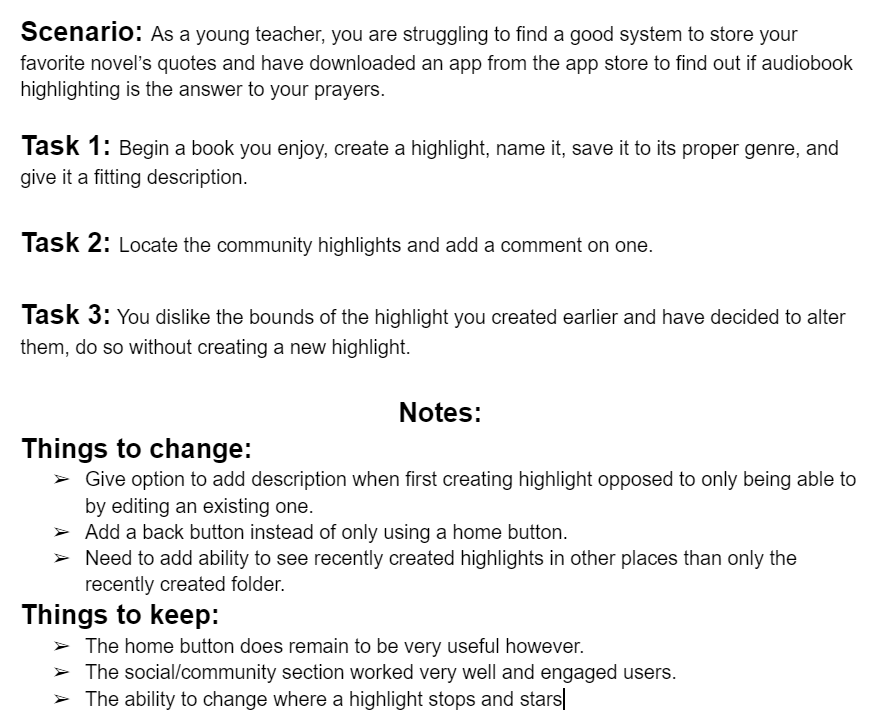 Scenario: As a young teacher, you are struggling to find a good system to store your
favorite novel’s quotes and have downloaded an app from the app store to find out if audiobook
highlighting is the answer to your prayers.
Task 1: Begin a book you enjoy, create a highlight, name it, save it to its proper genre, and
give it a fitting description.
Task 2: Locate the community highlights and add a comment on one.
Task 3: You dislike the bounds of the highlight you created earlier and have decided to alter
them, do so without creating a new highlight.
Notes:
Things to change:
➢ Give option to add description when first creating highlight opposed to only being able to
by editing an existing one.
➢ Add a back button instead of only using a home button.
➢ Need to add ability to see recently created highlights in other places than only the
recently created folder.
Things to keep:
➢ The home button does remain to be very useful however.
➢ The social/community section worked very well and engaged users.
➢ The ability to change where a highlight stops and stars